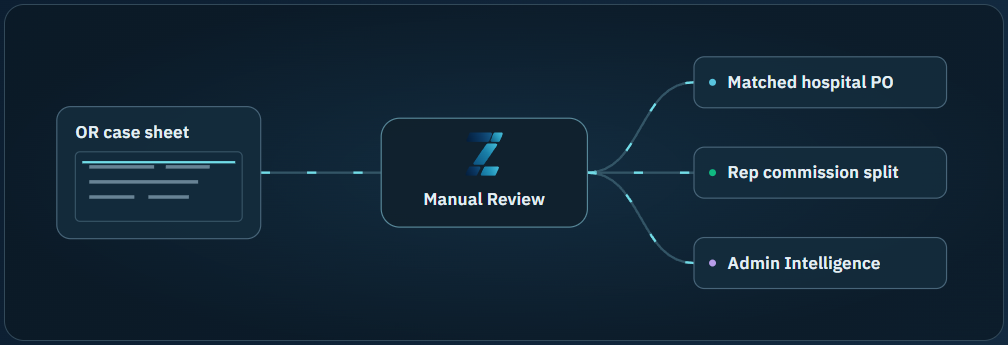 OR case sheet
Manual Review
Matched hospital PO
Rep commission split
Admin Intelligence